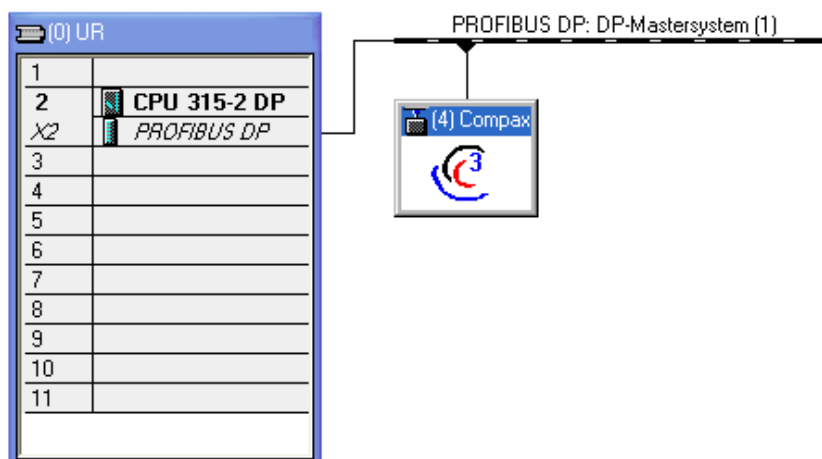 (0) UR
1
2 CPU 315-2 DP
X2 PROFIBUS DP
3
4
5
6
7
8
9
10
11
PROFIBUS DP: DP-Mastersystem (1)
(4) Compax
C3